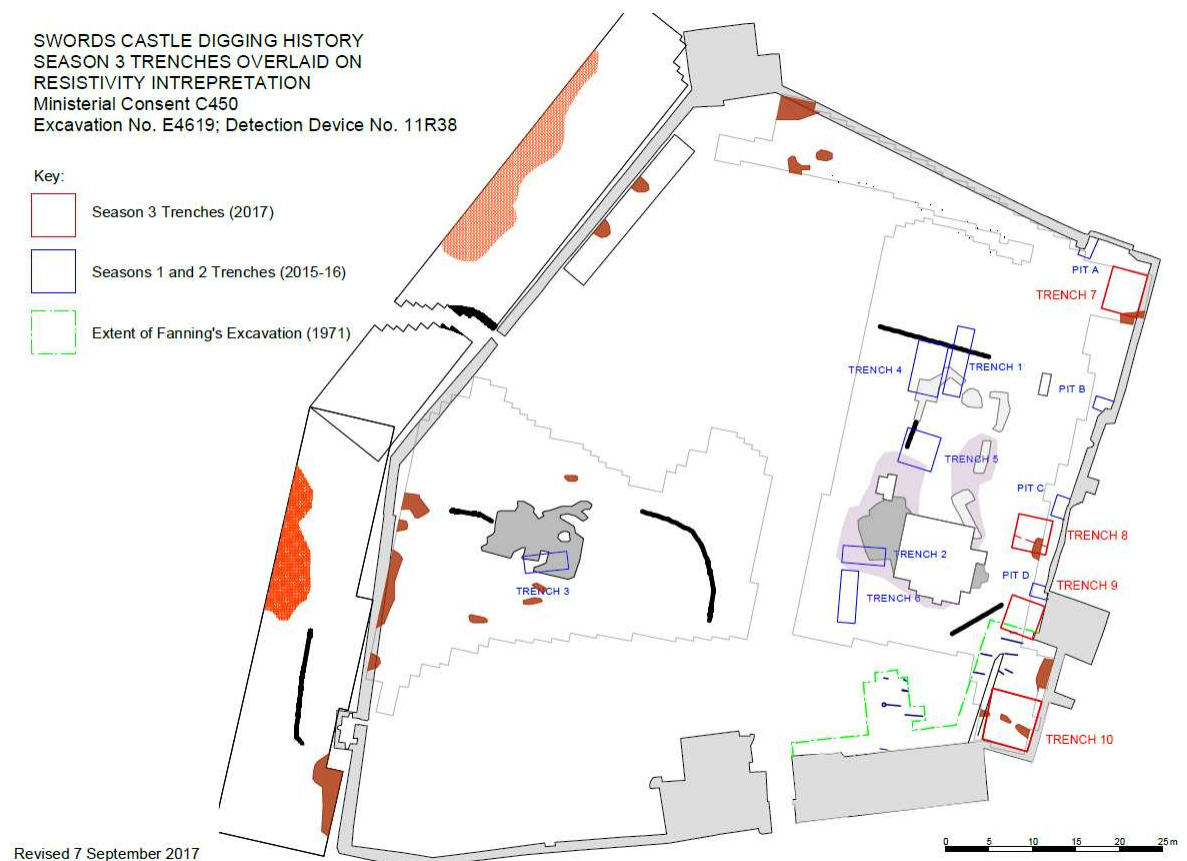 SWORDS CASTLE DIGGING HISTORY
SEASON 3 TRENCHES OVERLAID ON
RESISTIVITY INTREPRETATION
Ministerial Consent C450
Excavation No. E4619; Detection Device No. 11R38
Key:
Season 3 Trenches (2017)
Seasons 1 and 2 Trenches (2015-16)
Extent of Fanning's Excavation (1971)
PIT A
TRENCH 7
TRENCH 4
TRENCH 1
PIT B
TRENCH 5
PIT C
TRENCH 8
TRENCH 2
PIT D
TRENCH 9
TRENCH 3
TRENCH 6
TRENCH 10
0 5 10 15 20 25 m
Revised 7 September 2017